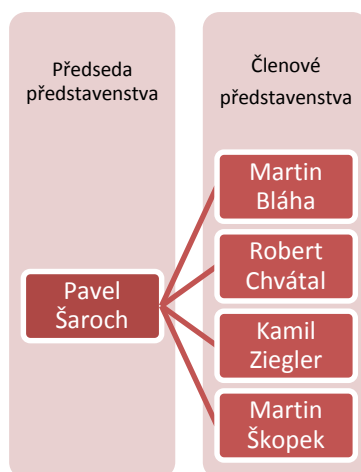 Předseda
představenstva
Členové
představenstva
Pavel
Šaroch
Martin
Bláha
Robert
Chvátal
Kamil
Ziegler
Martin
Škopek